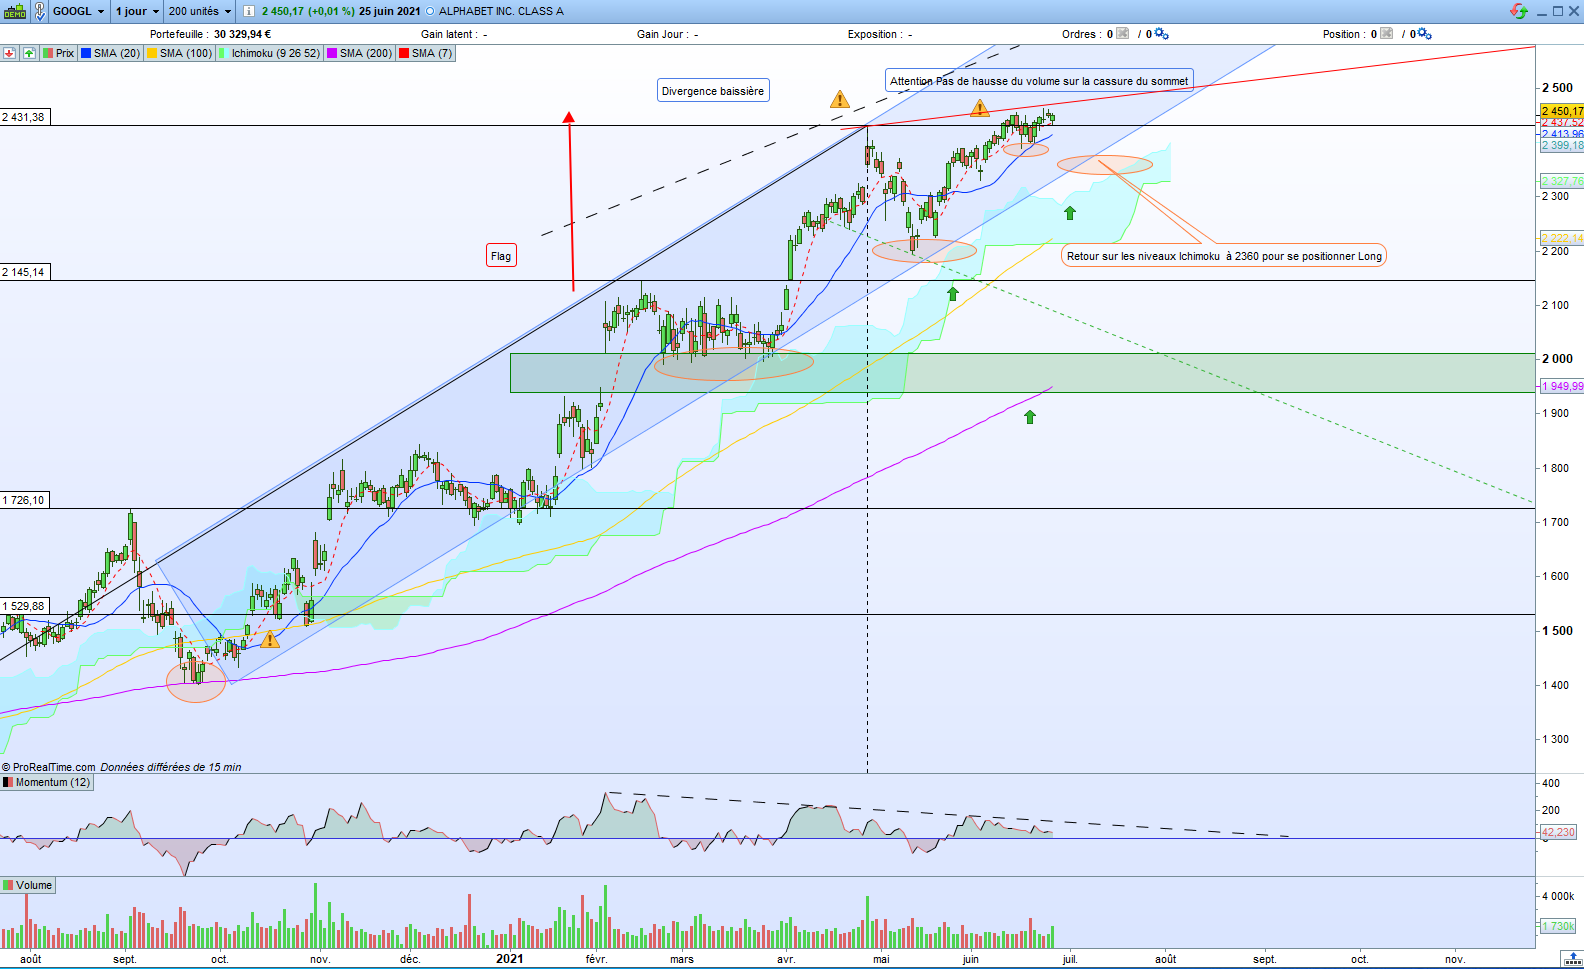 DEMO GOOGL 1 jour 200 unités i 2 450,17 (+0,01 %) 25 juin 2021 ALPHABET INC. CLASS A
Portefeuille : 30 329,94 € Gain latent : - Gain Jour : - Exposition : - Ordres : 0 / 0 Position : 0 / 0
Prix SMA (20) SMA (100) Ichimoku (9 26 52) SMA (200) SMA (7)
Divergence baissière
Attention Pas de hausse du volume sur la cassure du sommet
2 431,38
Flag
Retour sur les niveaux Ichimoku à 2360 pour se positionner Long
2 145,14
1 726,10
1 529,88
2 500
2 450,17
2 437,52
2 413,96
2 399,18
2 327,76
2 300
2 222,14
2 200
2 100
2 000
1 949,99
1 900
1 800
1 700
1 600
1 500
1 400
1 300
© ProRealTime.com Données différées de 15 min
Momentum (12)
400
200
42,230
0
Volume
4 000k
1 730k
août sept. oct. nov. déc. 2021 févr. mars avr. mai juin juil. août sept. oct. nov.